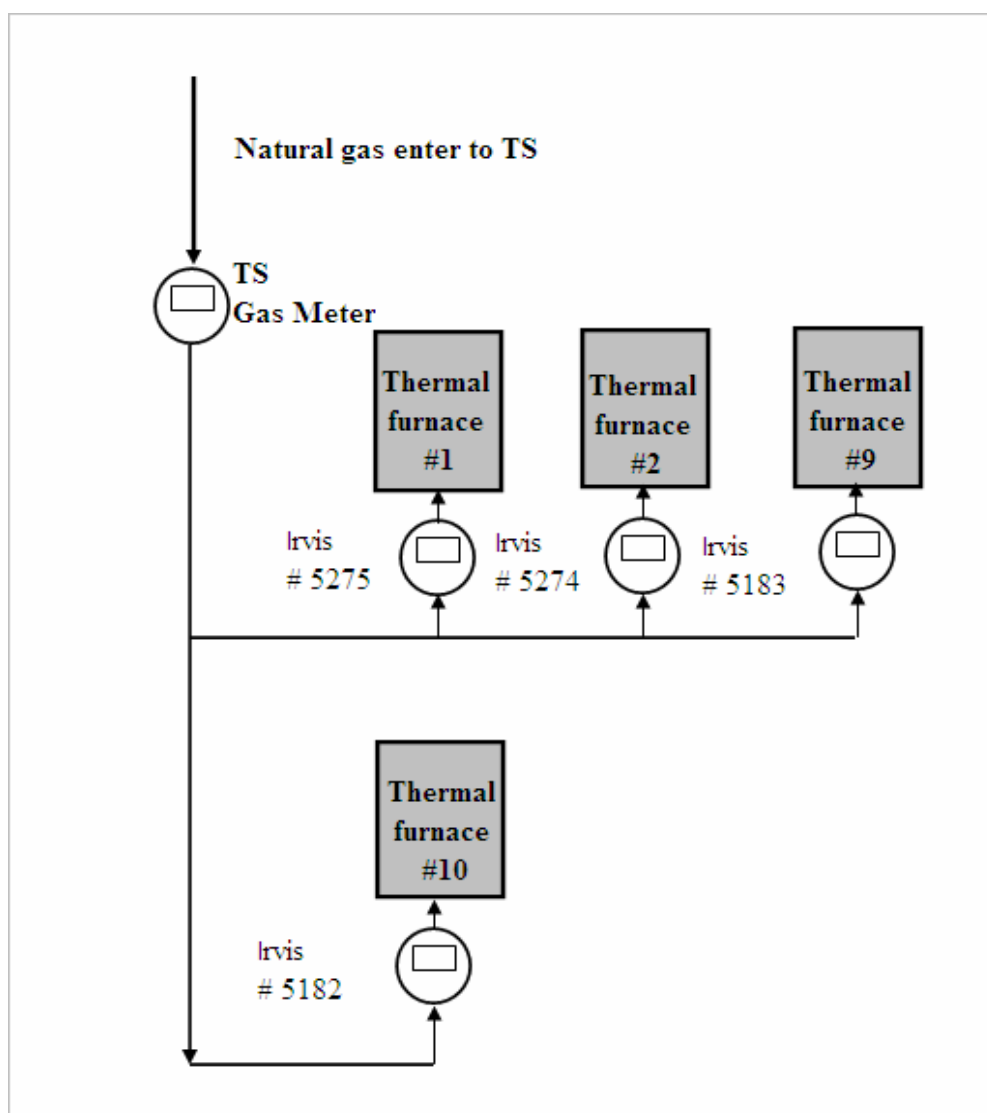 Natural gas enter to TS
TS
Gas Meter
Thermal
furnace
#1
Thermal
furnace
#2
Thermal
furnace
#9
Irvis
# 5275
Irvis
# 5274
Irvis
# 5183
Thermal
furnace
#10
Irvis
# 5182